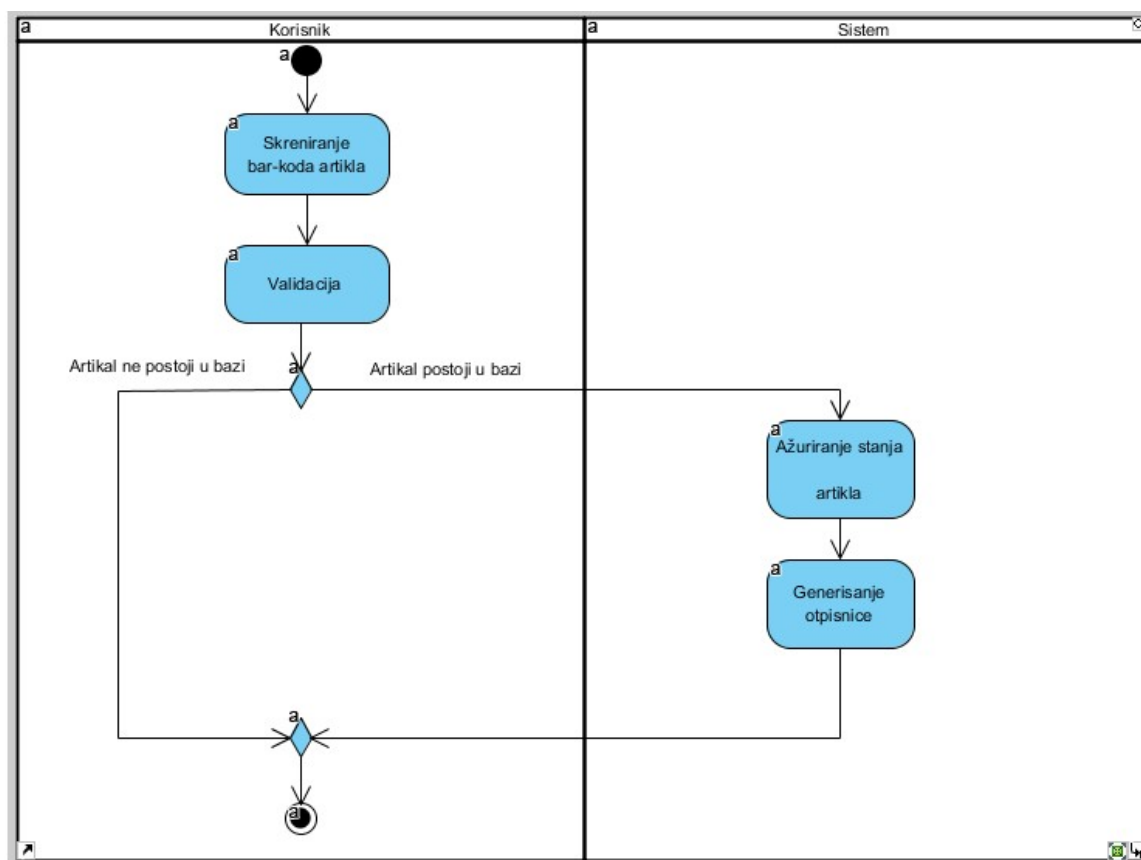 a
Korisnik
a
Sistem
a
a
Skreniranje
bar-koda artikla
a
Validacija
Artikal ne postoji u bazi
a
Artikal postoji u bazi
a
Ažuriranje stanja
artikla
a
Generisanje
otpisnice
a
a